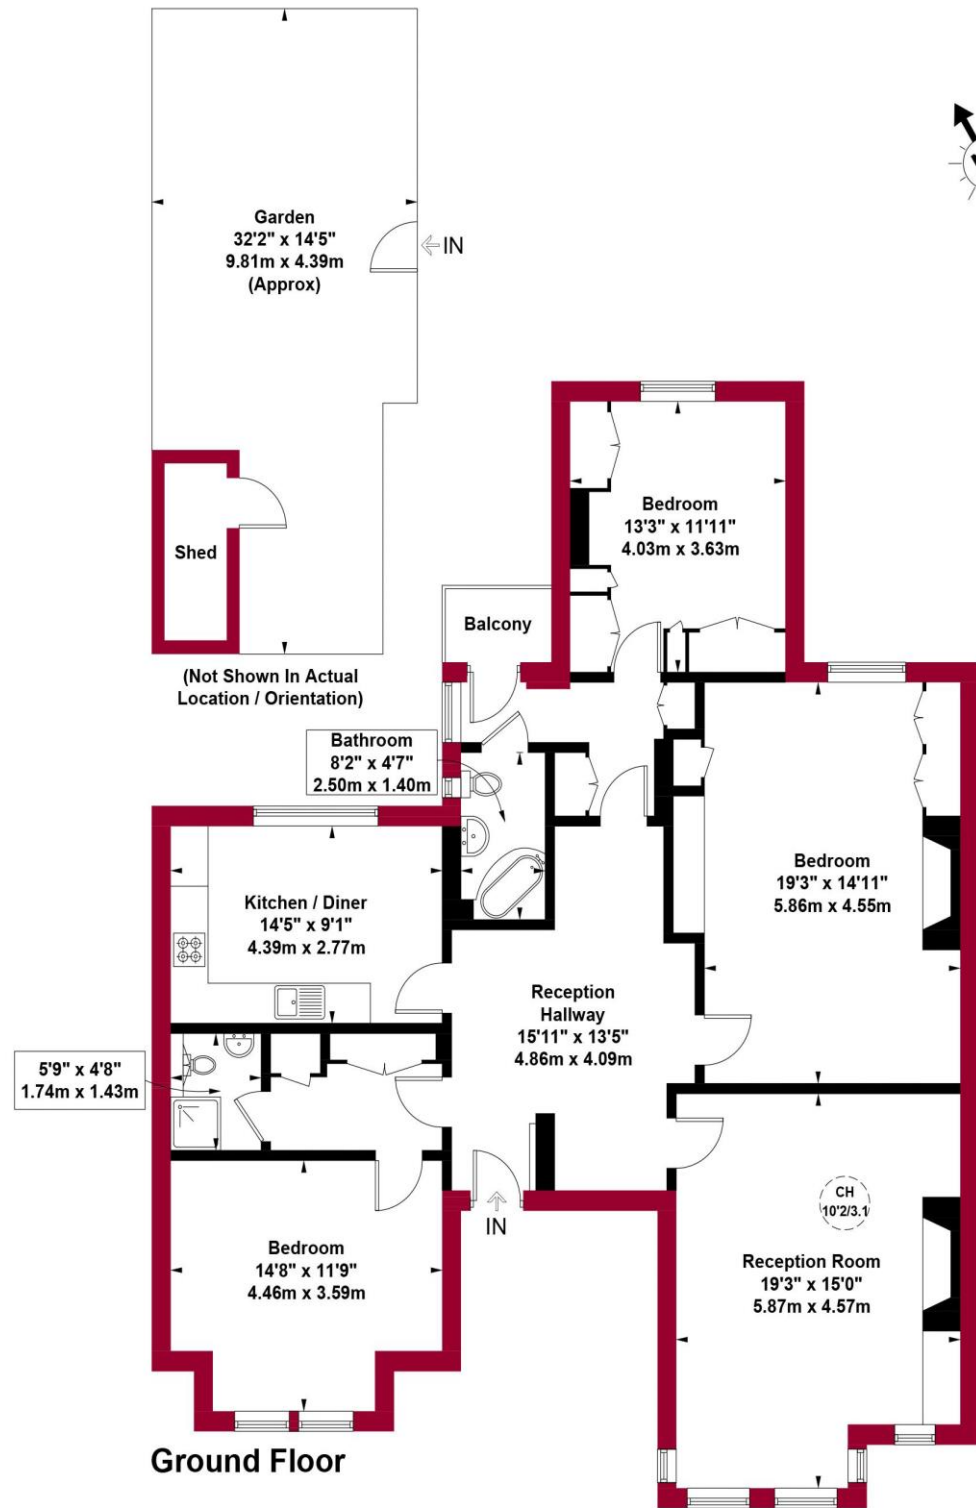 Garden
32'2" x 14'5"
9.81m x 4.39m
(Approx)
IN
Shed
(Not Shown In Actual
Location / Orientation)
Bedroom
13'3" x 11'11"
4.03m x 3.63m
Balcony
Bathroom
8'2" x 4'7"
2.50m x 1.40m
Kitchen / Diner
14'5" x 9'1"
4.39m x 2.77m
Bedroom
19'3" x 14'11"
5.86m x 4.55m
Reception
Hallway
15'11" x 13'5"
4.86m x 4.09m
5'9" x 4'8"
1.74m x 1.43m
CH
10'2/3.1
IN
Bedroom
14'8" x 11'9"
4.46m x 3.59m
Reception Room
19'3" x 15'0"
5.87m x 4.57m
Ground Floor